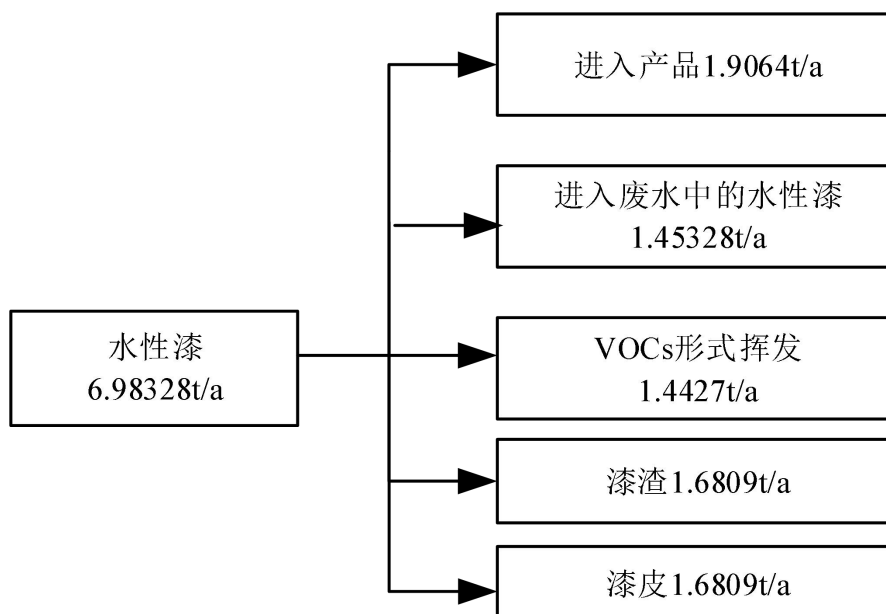 进入产品1.9064t/a
进入废水中的水性漆
1.45328t/a
水性漆
6.98328t/a
VOCs形式挥发
1.4427t/a
漆渣1.6809t/a
漆皮1.6809t/a